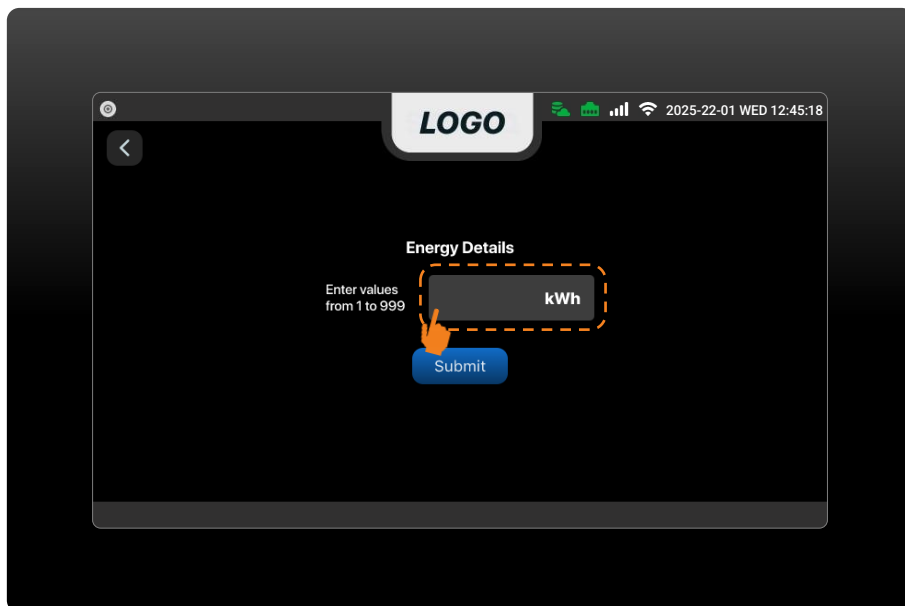 LOGO
2025-22-01 WED 12:45:18
Energy Details
Enter values
from 1 to 999
kWh
Submit